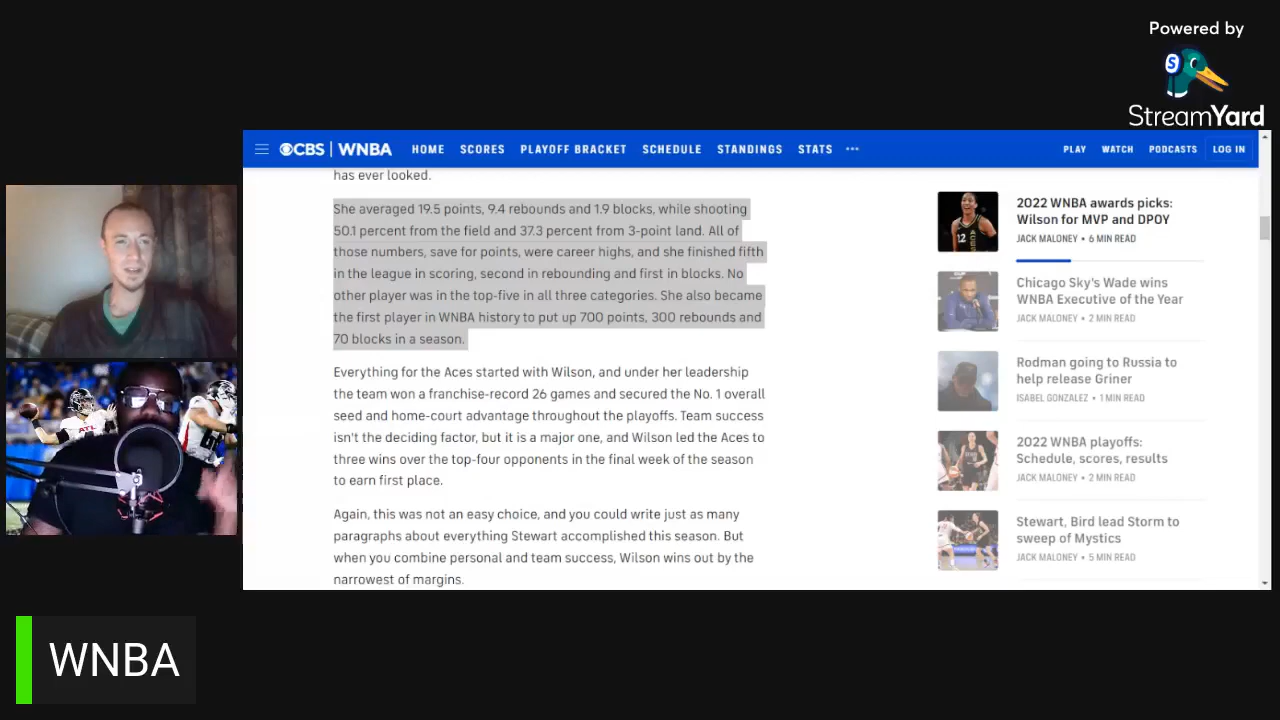 Powered by
StreamYard
CBS | WNBA HOME SCORES PLAYOFF BRACKET SCHEDULE STANDINGS STATS ••• PLAY WATCH PODCASTS LOG IN
has ever looked.
She averaged 19.5 points, 9.4 rebounds and 1.9 blocks, while shooting
50.1 percent from the field and 37.3 percent from 3-point land. All of
those numbers, save for points, were career highs, and she finished fifth
in the league in scoring, second in rebounding and first in blocks. No
other player was in the top-five in all three categories. She also became
the first player in WNBA history to put up 700 points, 300 rebounds and
70 blocks in a season.
Everything for the Aces started with Wilson, and under her leadership
the team won a franchise-record 26 games and secured the No. 1 overall
seed and home-court advantage throughout the playoffs. Team success
isn't the deciding factor, but it is a major one, and Wilson led the Aces to
three wins over the top-four opponents in the final week of the season
to earn first place.
Again, this was not an easy choice, and you could write just as many
paragraphs about everything Stewart accomplished this season. But
when you combine personal and team success, Wilson wins out by the
narrowest of margins.
2022 WNBA awards picks:
Wilson for MVP and DPOY
JACK MALONEY • 6 MIN READ
Chicago Sky's Wade wins
WNBA Executive of the Year
JACK MALONEY • 2 MIN READ
Rodman going to Russia to
help release Griner
ISABEL GONZALEZ • 1 MIN READ
2022 WNBA playoffs:
Schedule, scores, results
JACK MALONEY • 2 MIN READ
Stewart, Bird lead Storm to
sweep of Mystics
JACK MALONEY • 5 MIN READ
WNBA